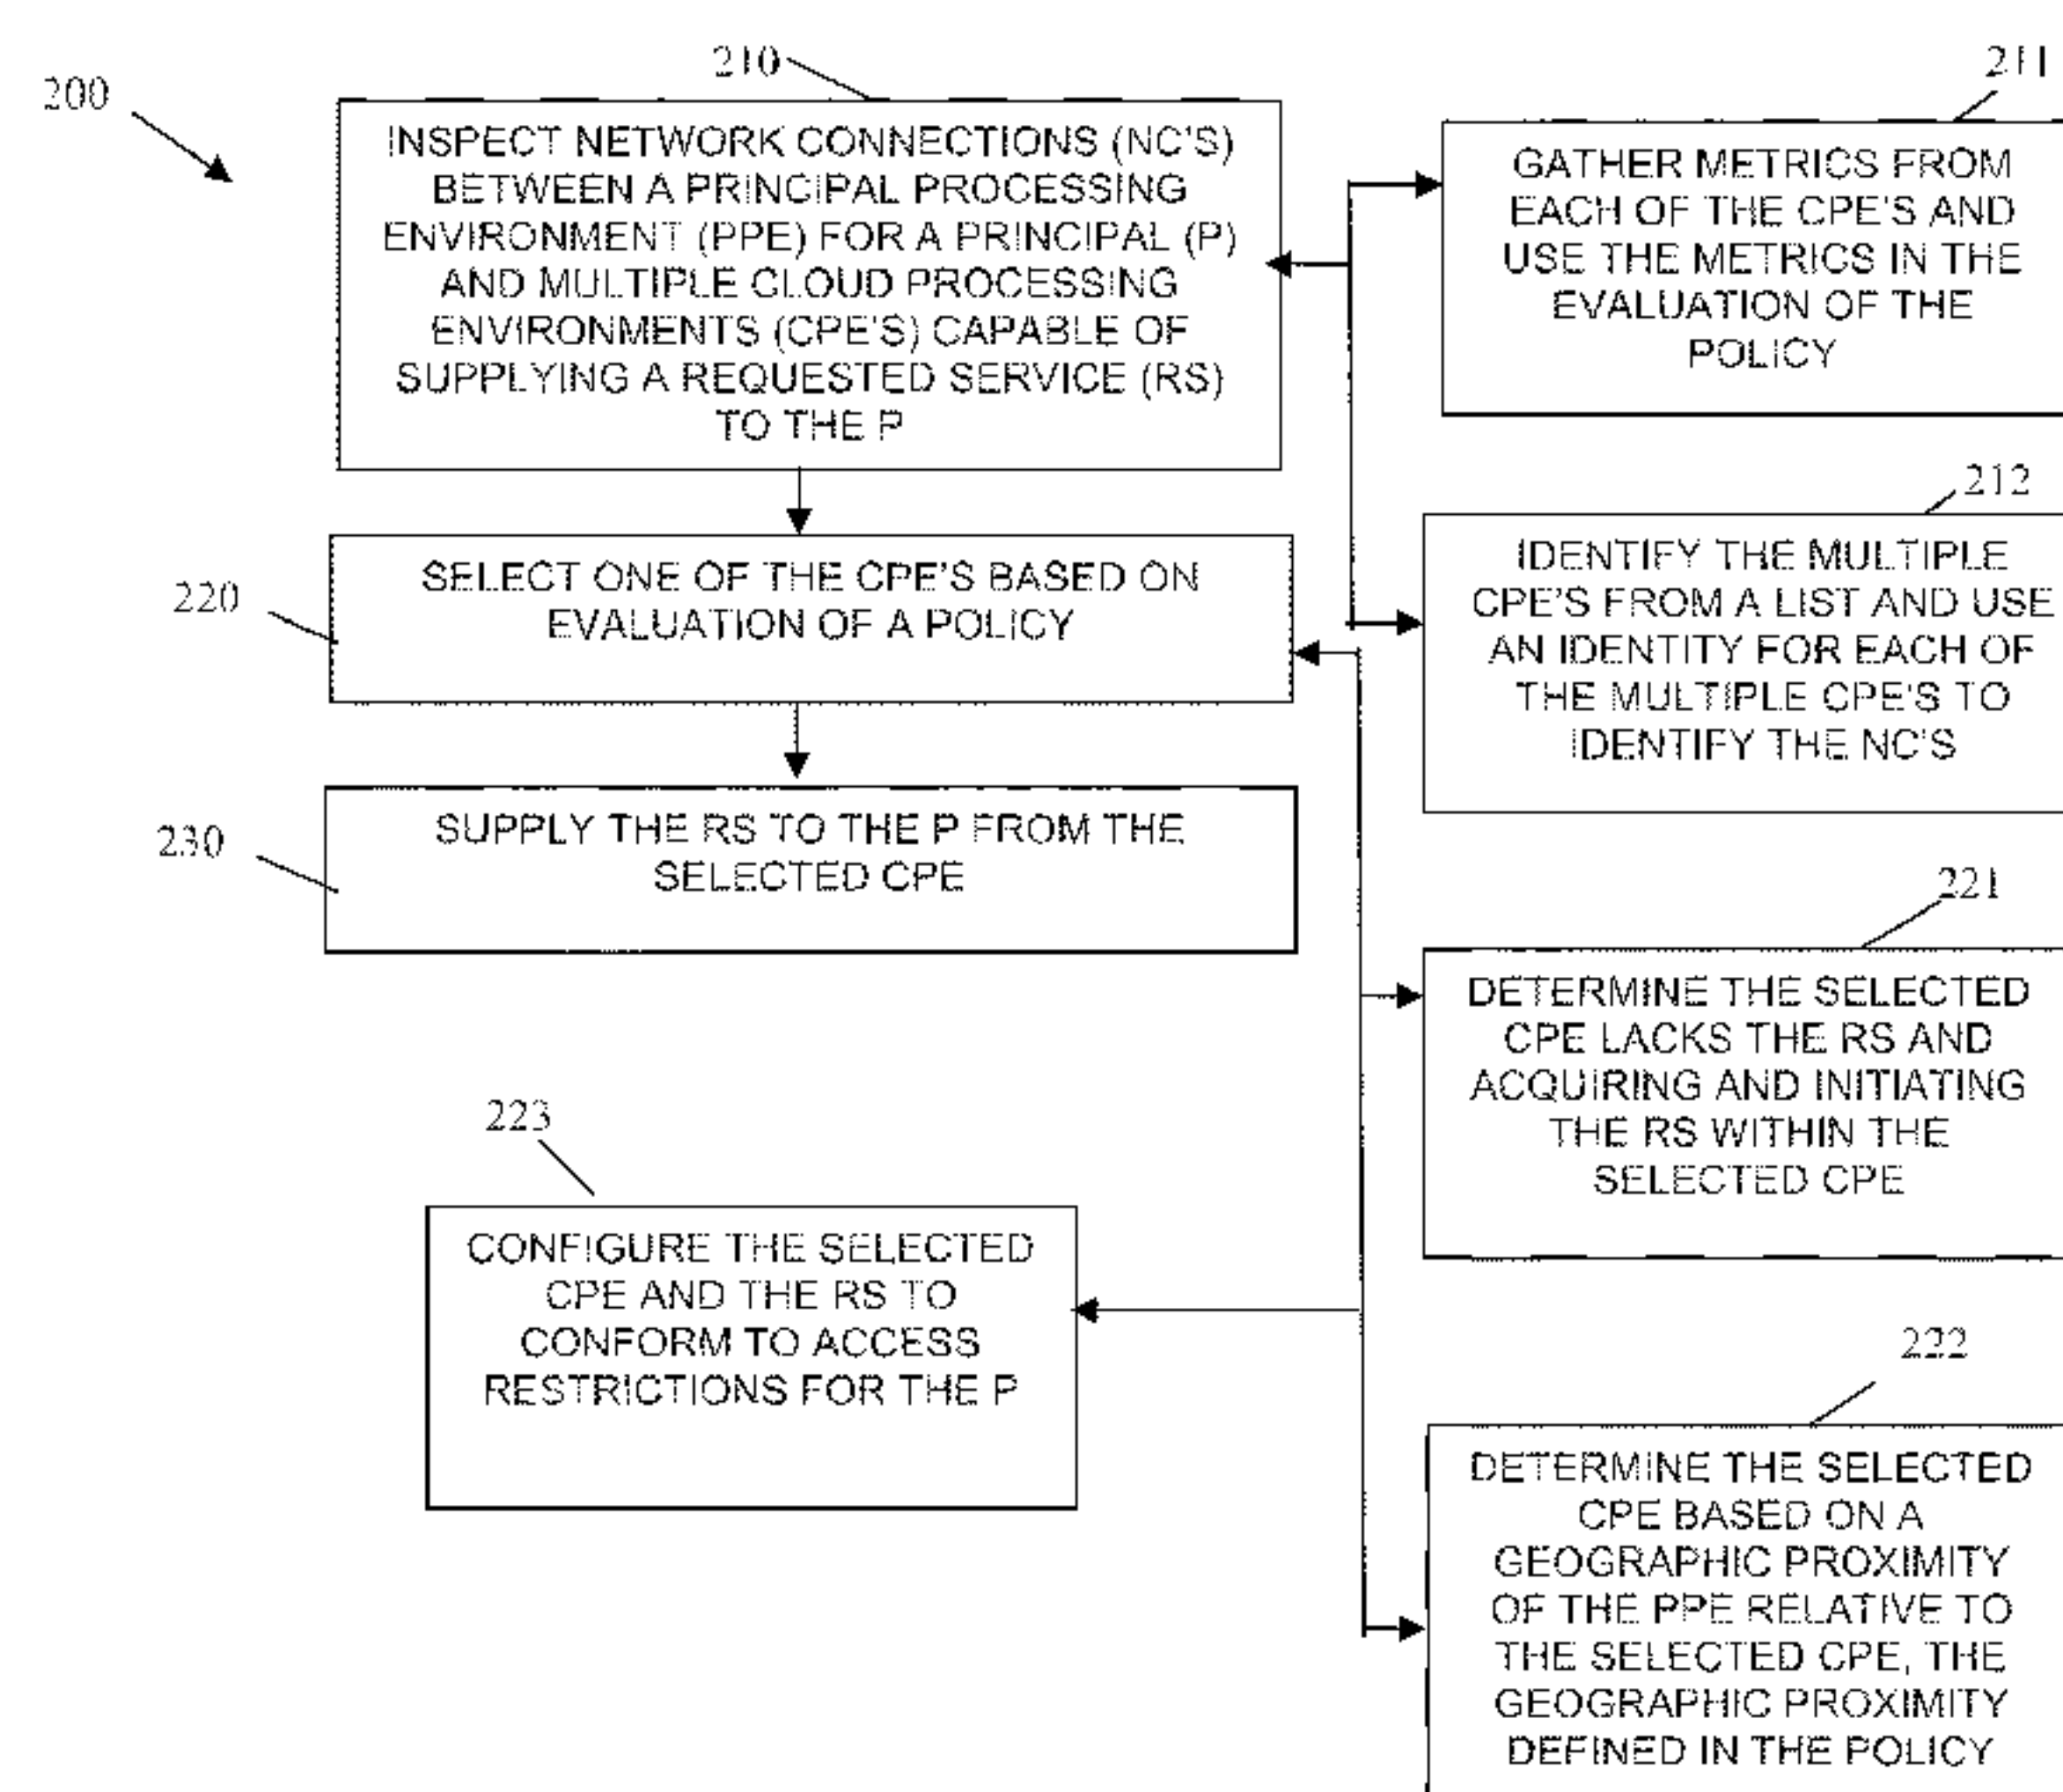 200
210
INSPECT NETWORK CONNECTIONS (NC'S)
BETWEEN A PRINCIPAL PROCESSING
ENVIRONMENT (PPE) FOR A PRINCIPAL (P)
AND MULTIPLE CLOUD PROCESSING
ENVIRONMENTS (CPE'S) CAPABLE OF
SUPPLYING A REQUESTED SERVICE (RS)
TO THE P
211
GATHER METRICS FROM
EACH OF THE CPE'S AND
USE THE METRICS IN THE
EVALUATION OF THE
POLICY
220
SELECT ONE OF THE CPE'S BASED ON
EVALUATION OF A POLICY
212
IDENTIFY THE MULTIPLE
CPE'S FROM A LIST AND USE
AN IDENTITY FOR EACH OF
THE MULTIPLE CPE'S TO
IDENTIFY THE NC'S
230
SUPPLY THE RS TO THE P FROM THE
SELECTED CPE
221
DETERMINE THE SELECTED
CPE LACKS THE RS AND
ACQUIRING AND INITIATING
THE RS WITHIN THE
SELECTED CPE
223
CONFIGURE THE SELECTED
CPE AND THE RS TO
CONFORM TO ACCESS
RESTRICTIONS FOR THE P
222
DETERMINE THE SELECTED
CPE BASED ON A
GEOGRAPHIC PROXIMITY
OF THE PPE RELATIVE TO
THE SELECTED CPE, THE
GEOGRAPHIC PROXIMITY
DEFINED IN THE POLICY